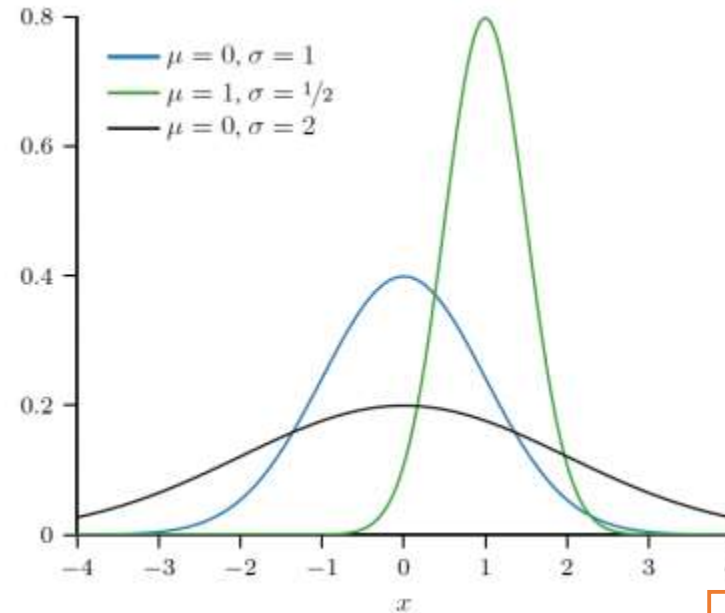 0.8
μ = 0, σ = 1
μ = 1, σ = 1/2
μ = 0, σ = 2
0.6
0.4
0.2
0
−4 −3 −2 −1 0 1 2 3
x